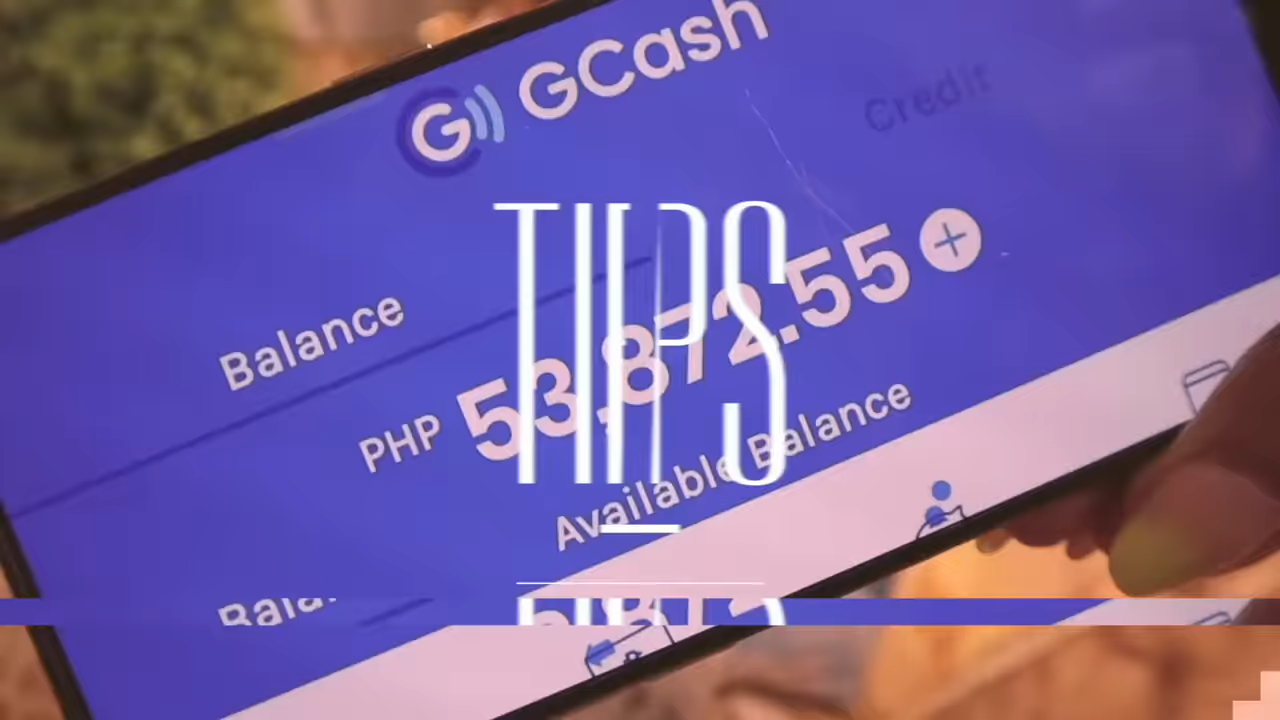 GCash
Credit
Balance
PHP 53,872.55
Available Balance
TIPS